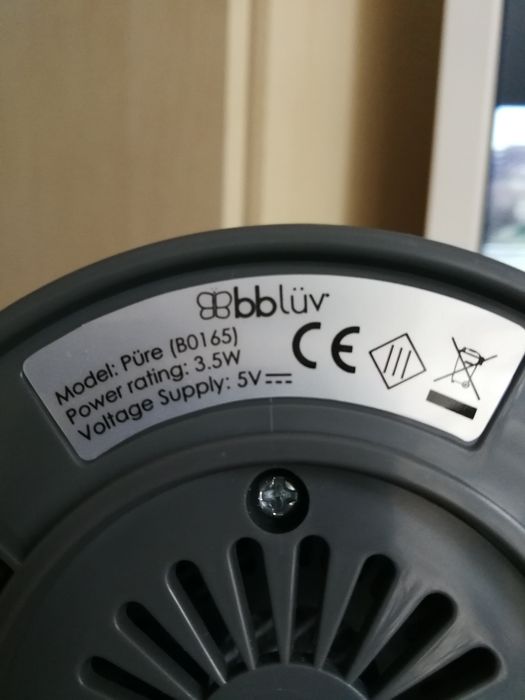 bblüv
Model: Püre (B0165)
Power rating: 3.5W
Voltage Supply: 5V⎓
CE